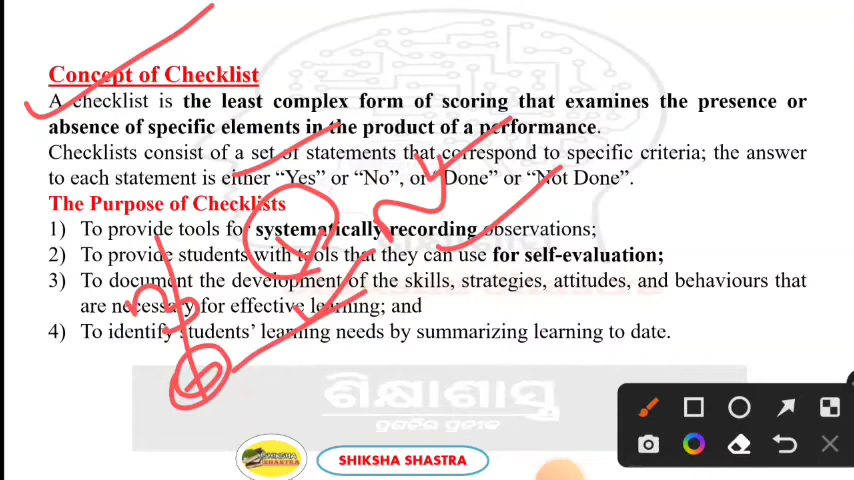 Concept of Checklist
A checklist is the least complex form of scoring that examines the presence or
absence of specific elements in the product of a performance.
Checklists consist of a set of statements that correspond to specific criteria; the answer
to each statement is either “Yes” or “No”, or “Done” or “Not Done”.
The Purpose of Checklists
1) To provide tools for systematically recording observations;
2) To provide students with tools that they can use for self-evaluation;
3) To document the development of the skills, strategies, attitudes, and behaviours that
are necessary for effective learning; and
4) To identify students’ learning needs by summarizing learning to date.
ଶିକ୍ଷାଶାସ୍ତ୍ର
ପ୍ରଗତିର ପ୍ରତୀକ
SHIKSHA
SHASTRA
SHIKSHA SHASTRA